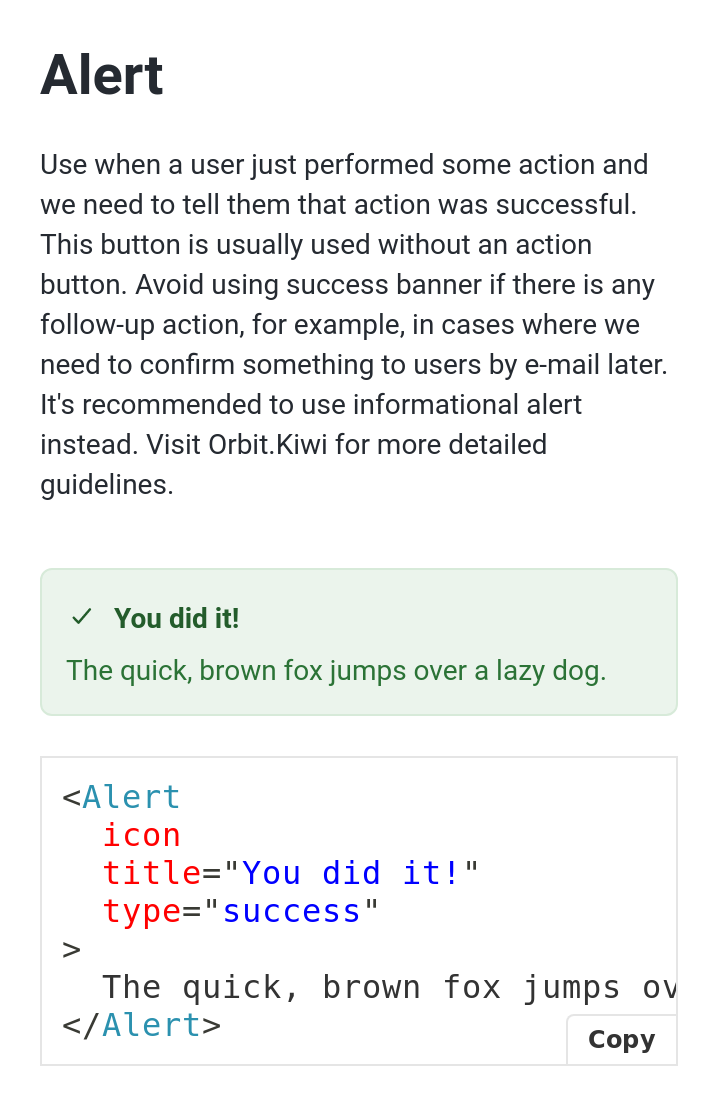 Alert
Use when a user just performed some action and
we need to tell them that action was successful.
This button is usually used without an action
button. Avoid using success banner if there is any
follow-up action, for example, in cases where we
need to confirm something to users by e-mail later.
It's recommended to use informational alert
instead. Visit Orbit.Kiwi for more detailed
guidelines.
You did it!
The quick, brown fox jumps over a lazy dog.
<Alert
  icon
  title="You did it!"
  type="success"
>
  The quick, brown fox jumps ov
</Alert>
Copy